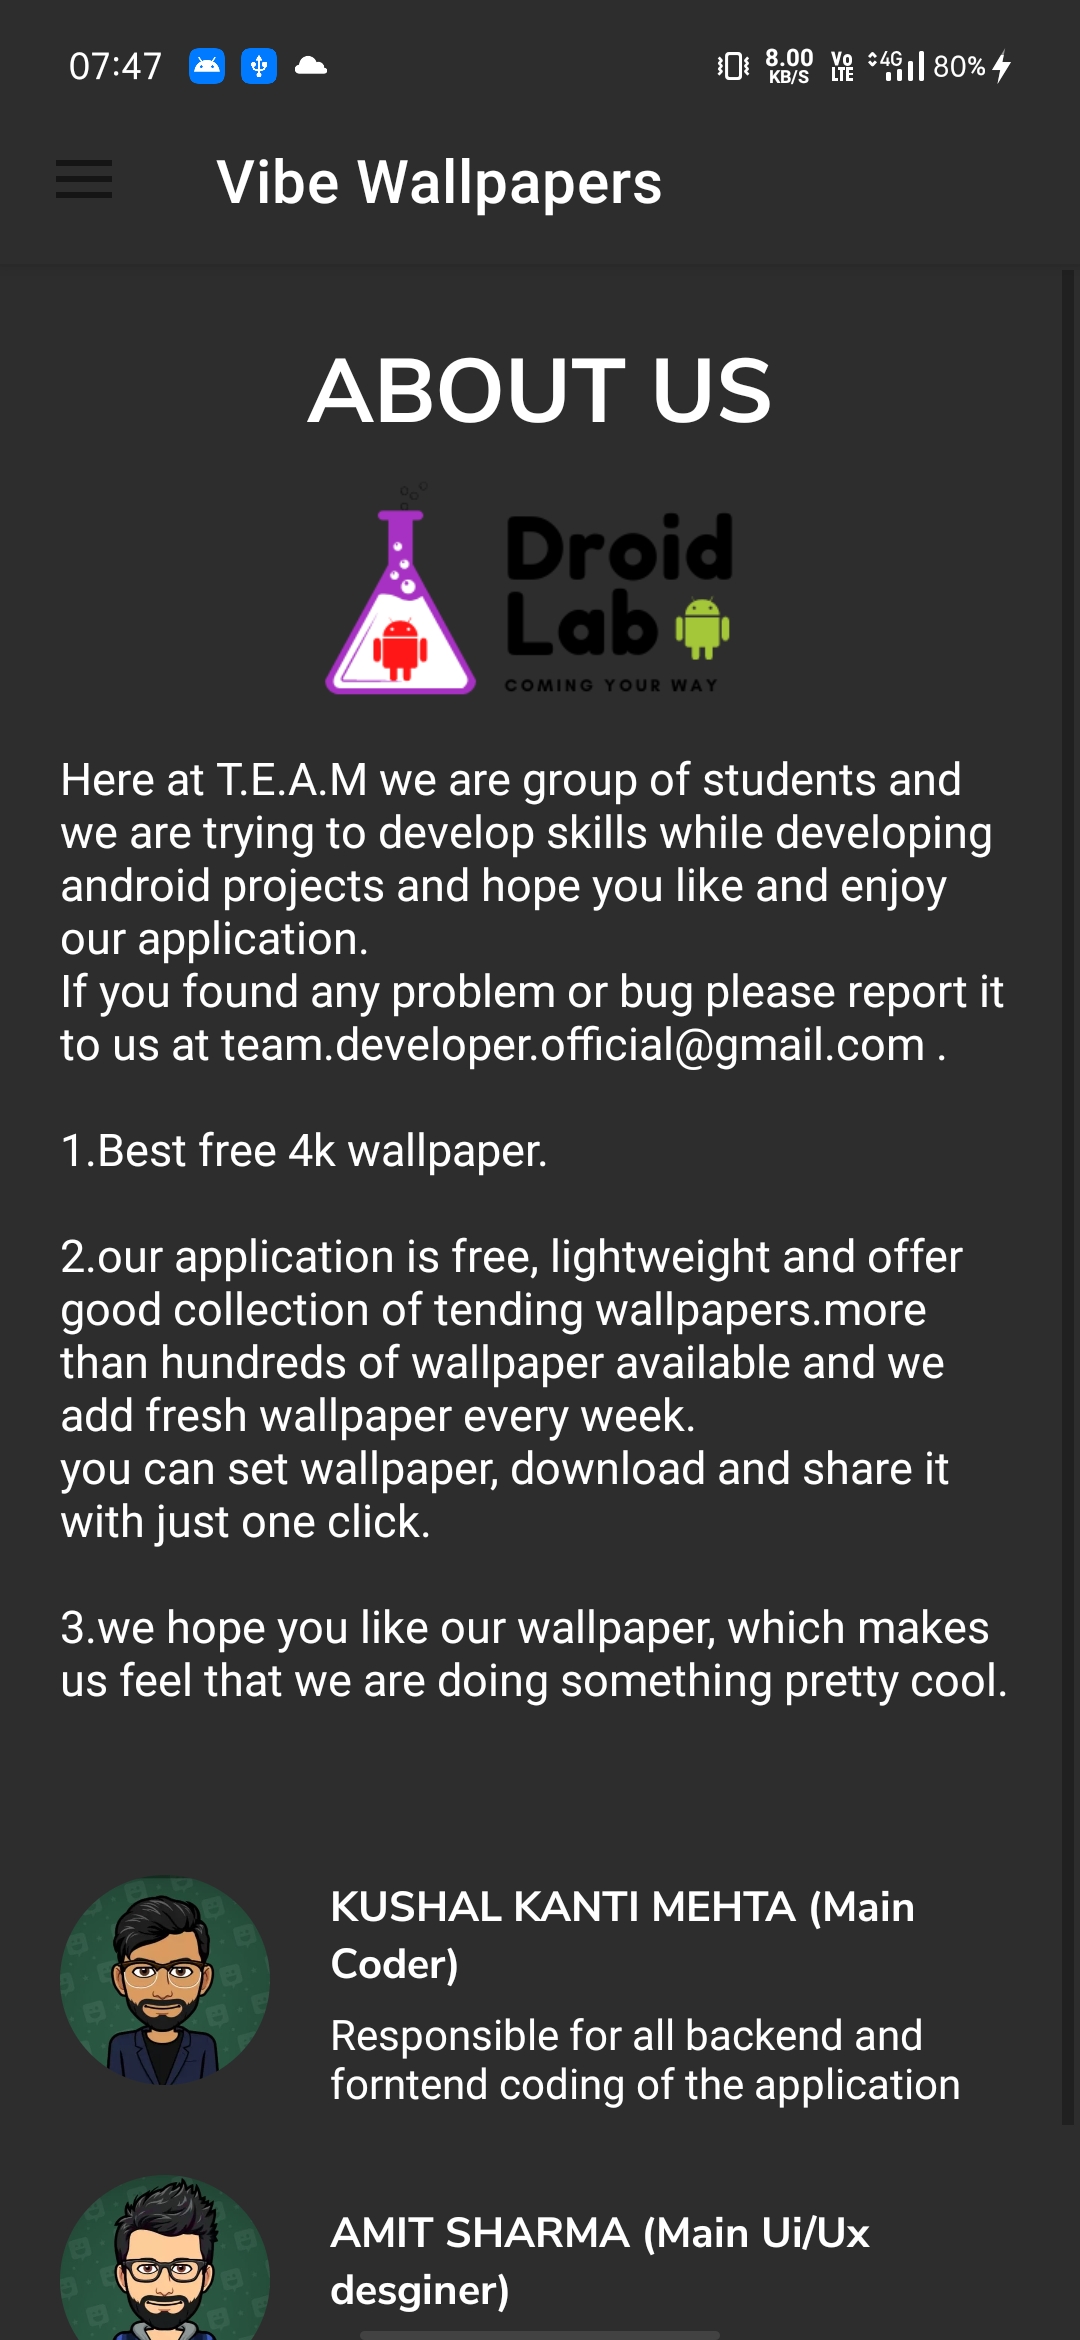 07:47 8.00 KB/S Vo LTE 4G 80%
Vibe Wallpapers
ABOUT US
Droid
Lab
COMING YOUR WAY
Here at T.E.A.M we are group of students and
we are trying to develop skills while developing
android projects and hope you like and enjoy
our application.
If you found any problem or bug please report it
to us at team.developer.official@gmail.com .
1.Best free 4k wallpaper.
2.our application is free, lightweight and offer
good collection of tending wallpapers.more
than hundreds of wallpaper available and we
add fresh wallpaper every week.
you can set wallpaper, download and share it
with just one click.
3.we hope you like our wallpaper, which makes
us feel that we are doing something pretty cool.
KUSHAL KANTI MEHTA (Main
Coder)
Responsible for all backend and
forntend coding of the application
AMIT SHARMA (Main Ui/Ux
desginer)